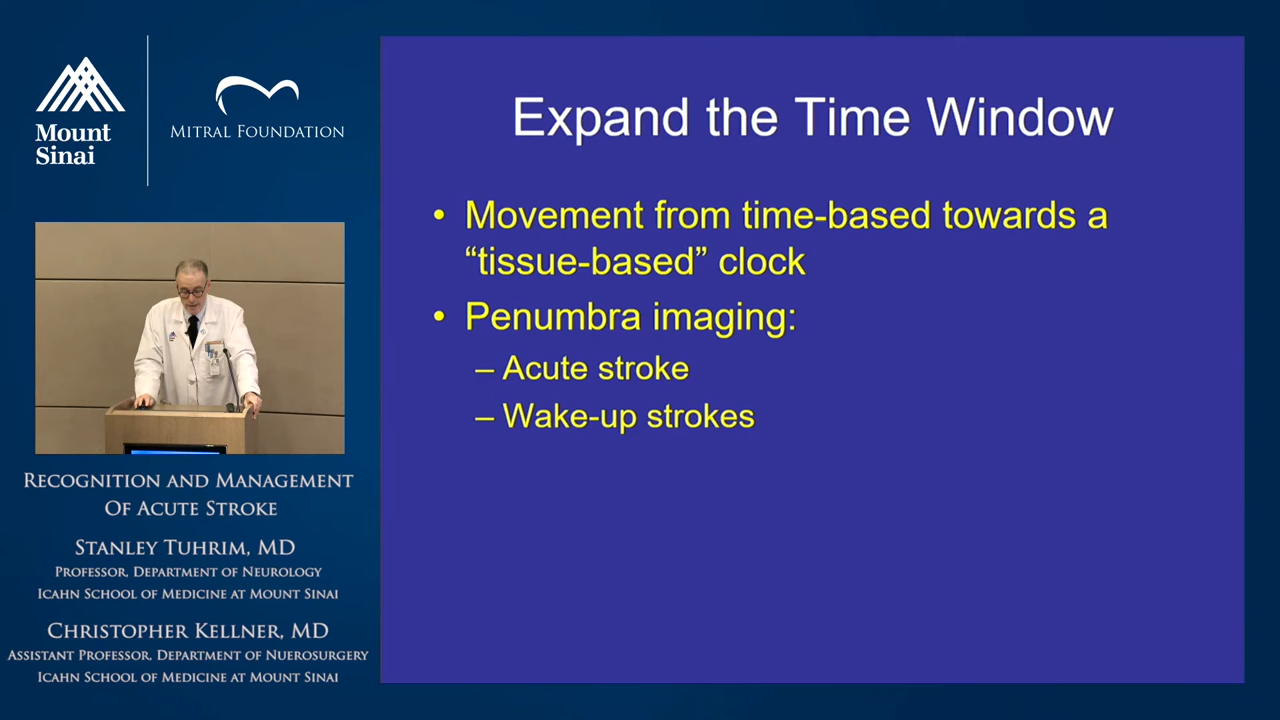 Mount
Sinai
MITRAL FOUNDATION
RECOGNITION AND MANAGEMENT
OF ACUTE STROKE
STANLEY TUHRIM, MD
PROFESSOR, DEPARTMENT OF NEUROLOGY
ICAHN SCHOOL OF MEDICINE AT MOUNT SINAI
CHRISTOPHER KELLNER, MD
ASSISTANT PROFESSOR, DEPARTMENT OF NUEROSURGERY
ICAHN SCHOOL OF MEDICINE AT MOUNT SINAI
Expand the Time Window
• Movement from time-based towards a
“tissue-based” clock
• Penumbra imaging:
– Acute stroke
– Wake-up strokes